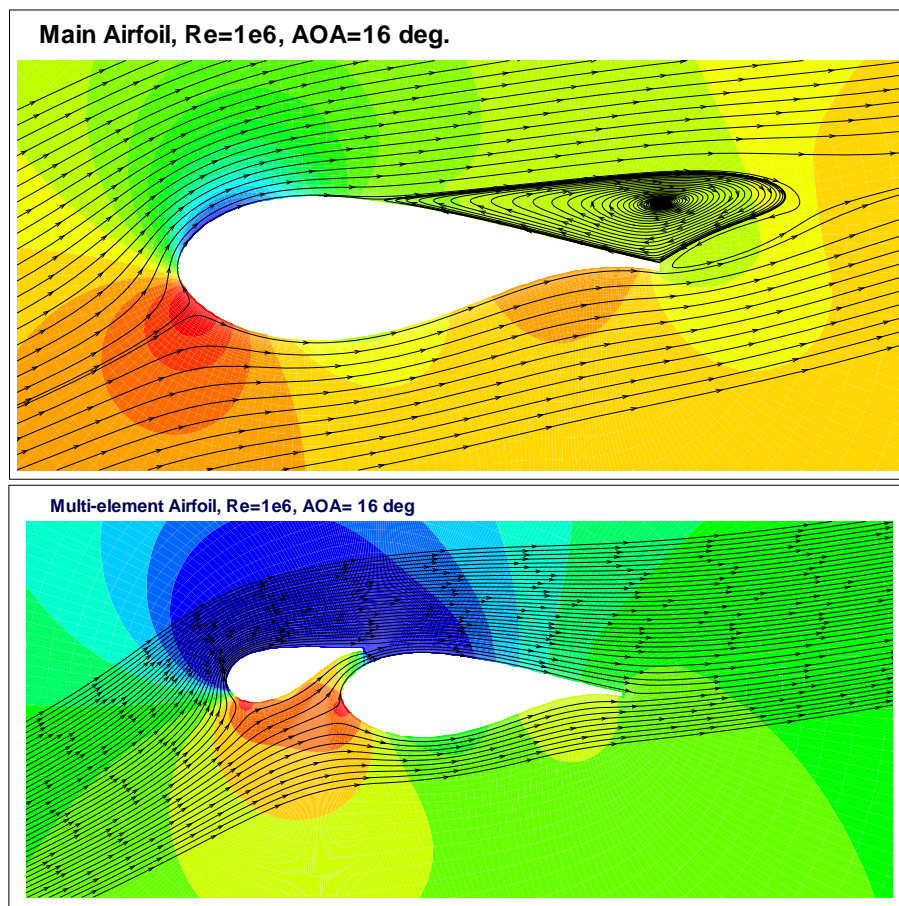 Main Airfoil, Re=1e6, AOA=16 deg.
Multi-element Airfoil, Re=1e6, AOA= 16 deg